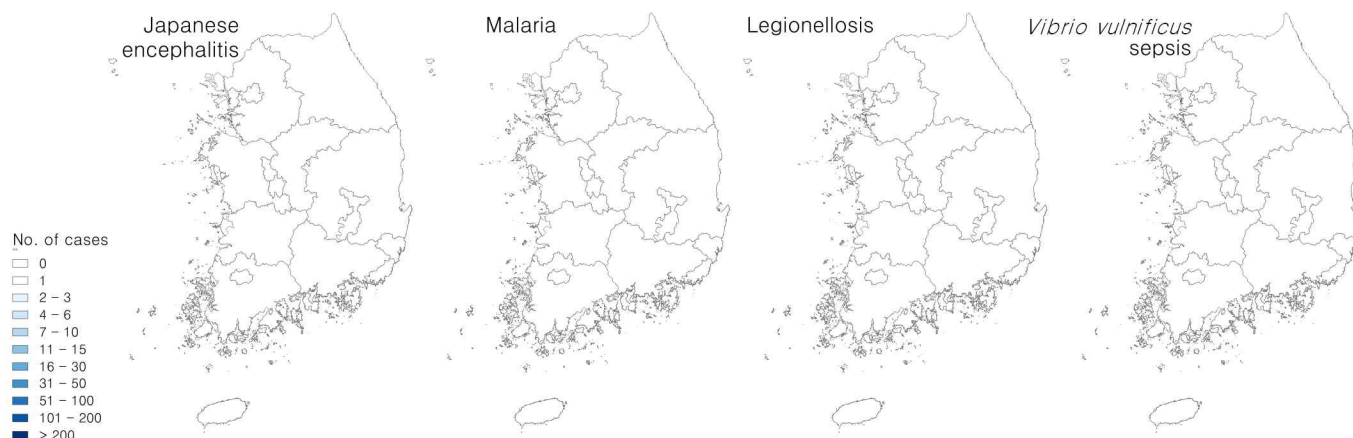 Japanese
encephalitis
Malaria
Legionellosis
Vibrio vulnificus
sepsis
No. of cases
0
1
2 – 3
4 – 6
7 – 10
11 – 15
16 – 30
31 – 50
51 – 100
101 – 200
> 200